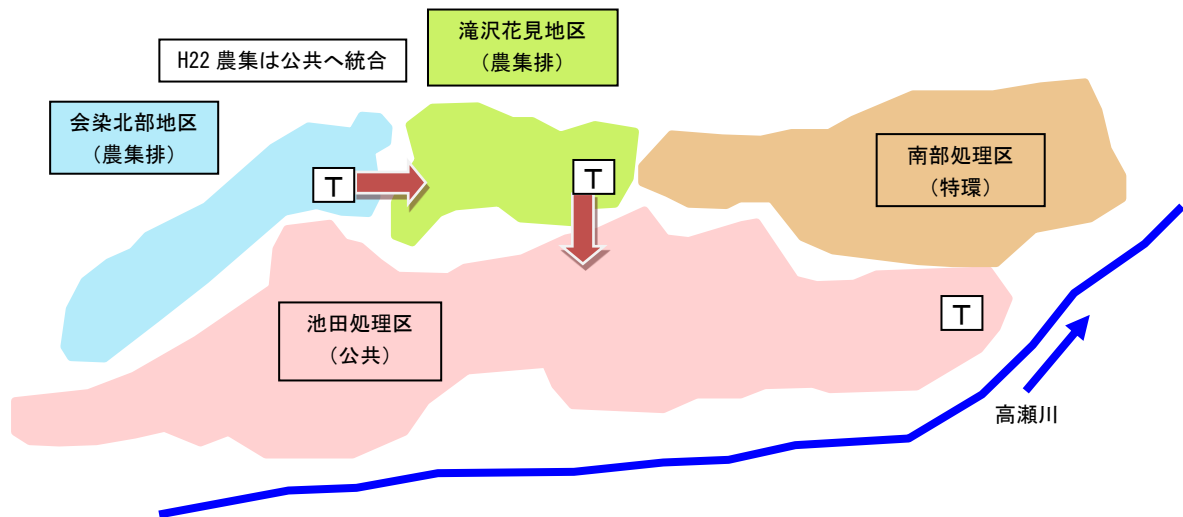 滝沢花見地区
（農集排）
H22 農集は公共へ統合
会染北部地区
（農集排）
南部処理区
（特環）
T
T
池田処理区
（公共）
T
高瀬川